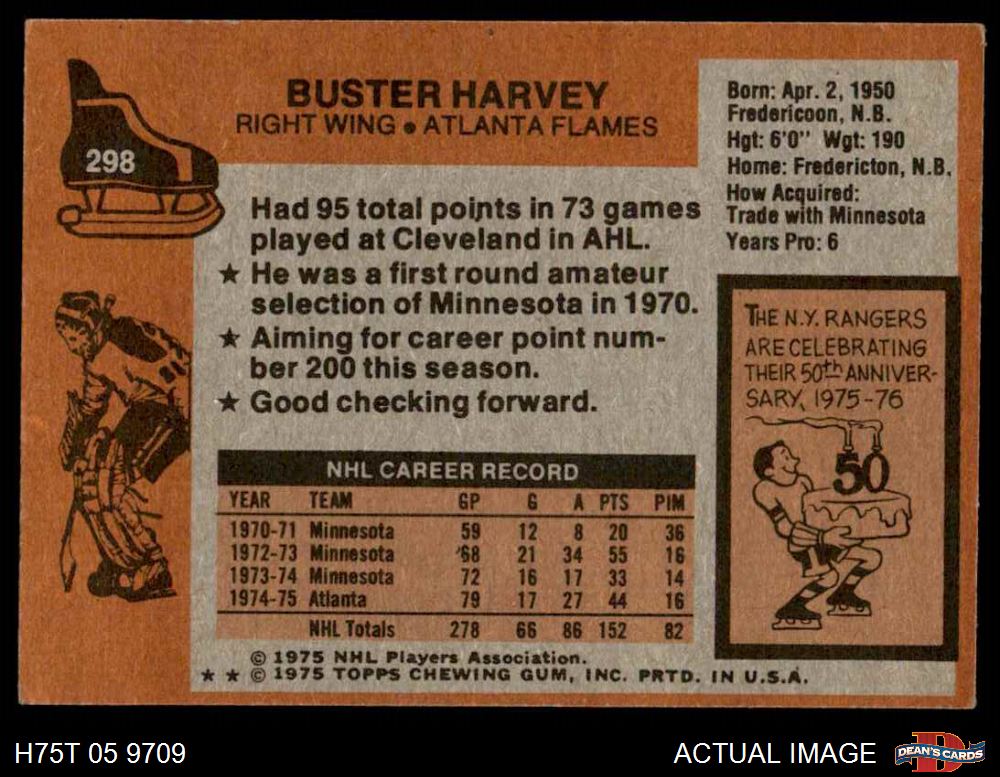 298
BUSTER HARVEY
RIGHT WING • ATLANTA FLAMES
Born: Apr. 2, 1950
Fredericoon, N.B.
Hgt: 6'0" Wgt: 190
Home: Fredericton, N.B.
How Acquired:
Trade with Minnesota
Years Pro: 6
Had 95 total points in 73 games
played at Cleveland in AHL.
★ He was a first round amateur
selection of Minnesota in 1970.
★ Aiming for career point num-
ber 200 this season.
★ Good checking forward.
THE N.Y. RANGERS
ARE CELEBRATING
THEIR 50th ANNIVER-
SARY, 1975-76
50
NHL CAREER RECORD
YEAR TEAM GP G A PTS PIM
1970-71 Minnesota 59 12 8 20 36
1972-73 Minnesota 68 21 34 55 16
1973-74 Minnesota 72 16 17 33 14
1974-75 Atlanta 79 17 27 44 16
NHL Totals 278 66 86 152 82
© 1975 NHL Players Association.
★ ★ © 1975 TOPPS CHEWING GUM, INC. PRTD. IN U.S.A.
H75T 05 9709
ACTUAL IMAGE
D
DEAN'S CARDS